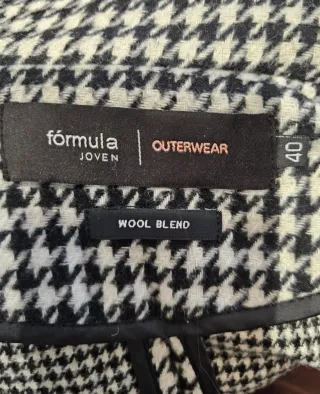 fórmula
JOVEN
OUTERWEAR
40
WOOL BLEND